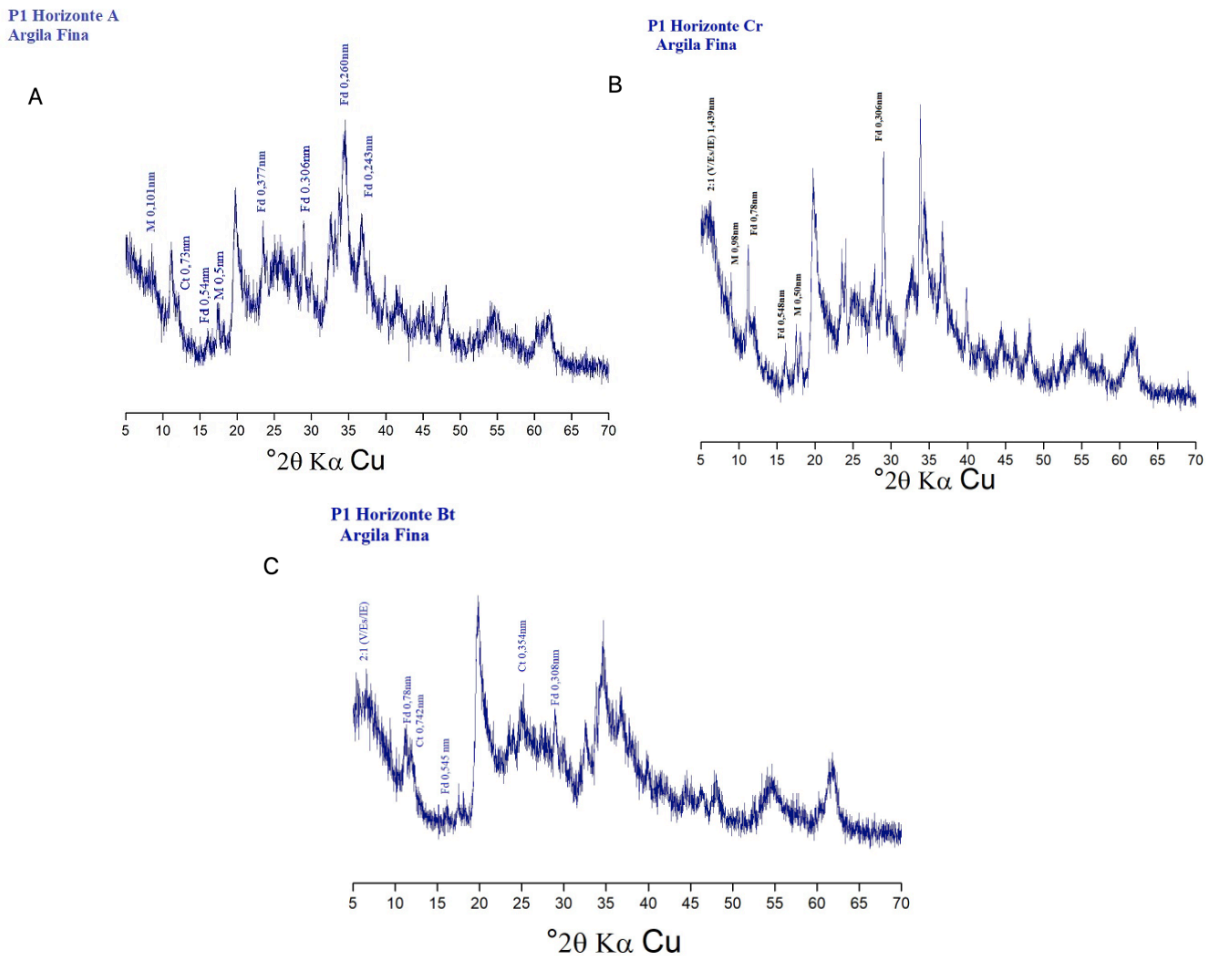 P1 Horizonte A
Argila Fina
A
M 0,101nm
Ct 0,73nm
Fd 0,54nm
M 0,5nm
Fd 0,377nm
Fd 0.306nm
Fd 0,260nm
Fd 0,243nm
5 10 15 20 25 30 35 40 45 50 55 60 65 70
°2θ Kα Cu
P1 Horizonte Cr
Argila Fina
B
2:1 (V/Es/IE) 1,439nm
M 0,98nm
Fd 0,78nm
Fd 0,548nm
M 0,50nm
Fd 0,306nm
5 10 15 20 25 30 35 40 45 50 55 60 65 70
°2θ Kα Cu
P1 Horizonte Bt
Argila Fina
C
2:1 (V/Es/IE)
Fd 0,78nm
Ct 0,742nm
Fd 0,545 nm
Ct 0,354nm
Fd 0,308nm
5 10 15 20 25 30 35 40 45 50 55 60 65 70
°2θ Kα Cu